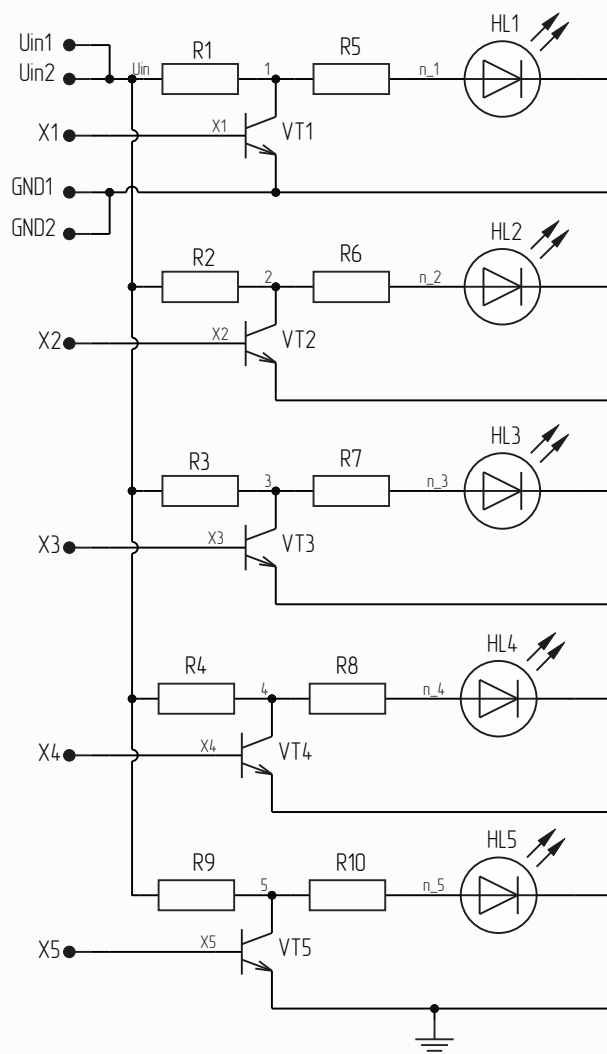 Uin1
Uin2
Uin R1 1 R5 n_1 HL1
X1 X1 VT1
GND1
GND2
R2 2 R6 n_2 HL2
X2 X2 VT2
R3 3 R7 n_3 HL3
X3 X3 VT3
R4 4 R8 n_4 HL4
X4 X4 VT4
R9 5 R10 n_5 HL5
X5 X5 VT5